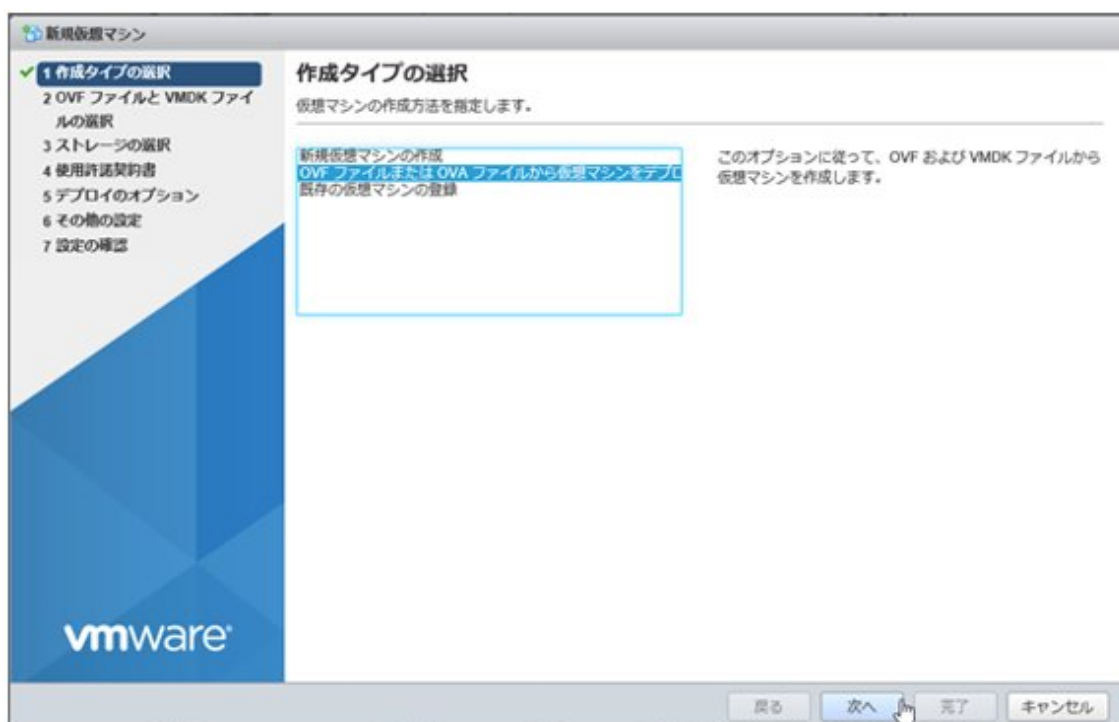 新規仮想マシン
1 作成タイプの選択
2 OVF ファイルと VMDK ファイ
ルの選択
3 ストレージの選択
4 使用許諾契約書
5 デプロイのオプション
6 その他の設定
7 設定の確認
vmware
作成タイプの選択
仮想マシンの作成方法を指定します。
新規仮想マシンの作成
OVF ファイルまたは OVA ファイルから仮想マシンをデプロ
既存の仮想マシンの登録
このオプションに従って、OVF および VMDK ファイルから
仮想マシンを作成します。
戻る
次へ
完了
キャンセル